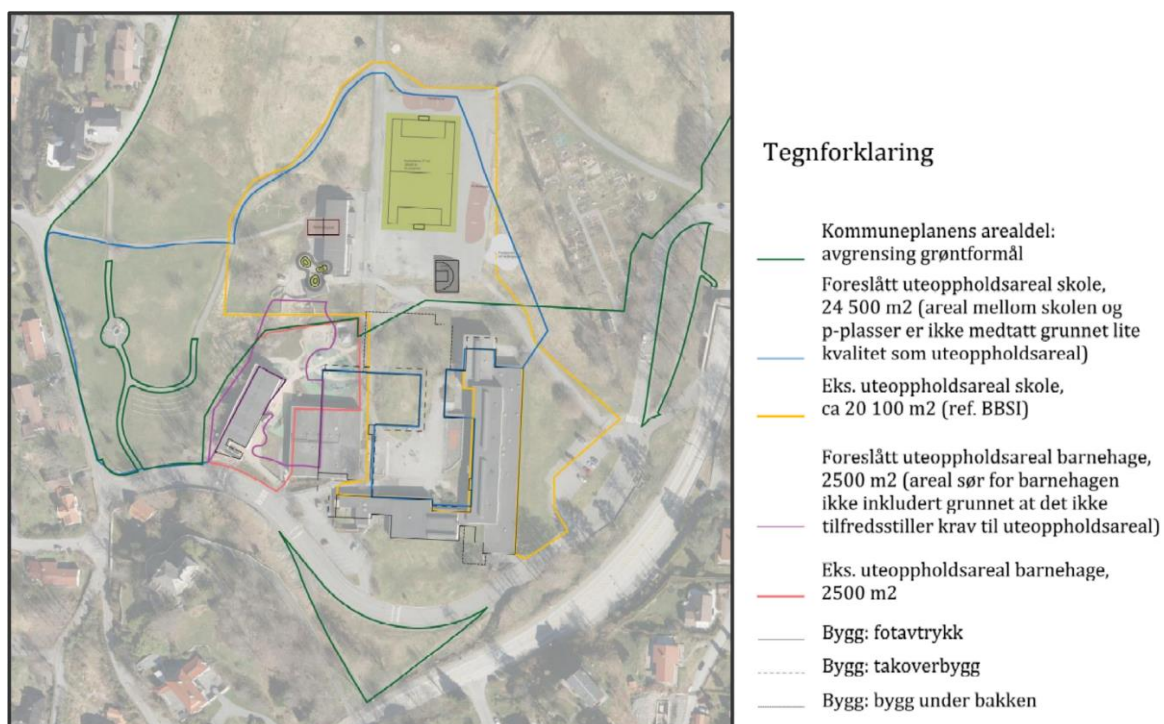 Tegnforklaring
Kommuneplanens arealdel:
avgrensing grøntformål
Foreslått uteoppholdsareal skole,
24 500 m2 (areal mellom skolen og
p-plasser er ikke medtatt grunnet lite
kvalitet som uteoppholdsareal)
Eks. uteoppholdsareal skole,
ca 20 100 m2 (ref. BBSI)
Foreslått uteoppholdsareal barnehage,
2500 m2 (areal sør for barnehagen
ikke inkludert grunnet at det ikke
tilfredsstiller krav til uteoppholdsareal)
Eks. uteoppholdsareal barnehage,
2500 m2
Bygg: fotavtrykk
Bygg: takoverbygg
Bygg: bygg under bakken